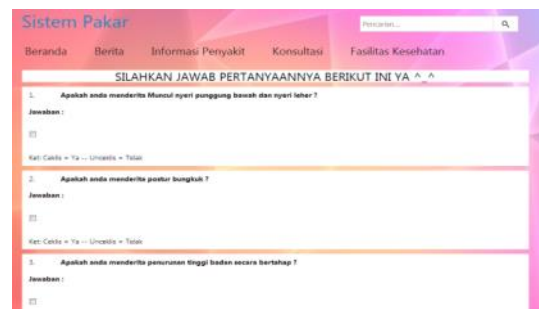 Sistem Pakar
Pencarian...
Beranda Berita Informasi Penyakit Konsultasi Fasilitas Kesehatan
SILAHKAN JAWAB PERTANYAANNYA BERIKUT INI YA ^_^
1. Apakah anda menderita Muncul nyeri punggung bawah dan nyeri leher ?
Jawaban :
Ket: Ceklis = Ya -- Unceklis = Tidak
2. Apakah anda menderita postur bungkuk ?
Jawaban :
Ket: Ceklis = Ya -- Unceklis = Tidak
3. Apakah anda menderita penurunan tinggi badan secara bertahap ?
Jawaban :